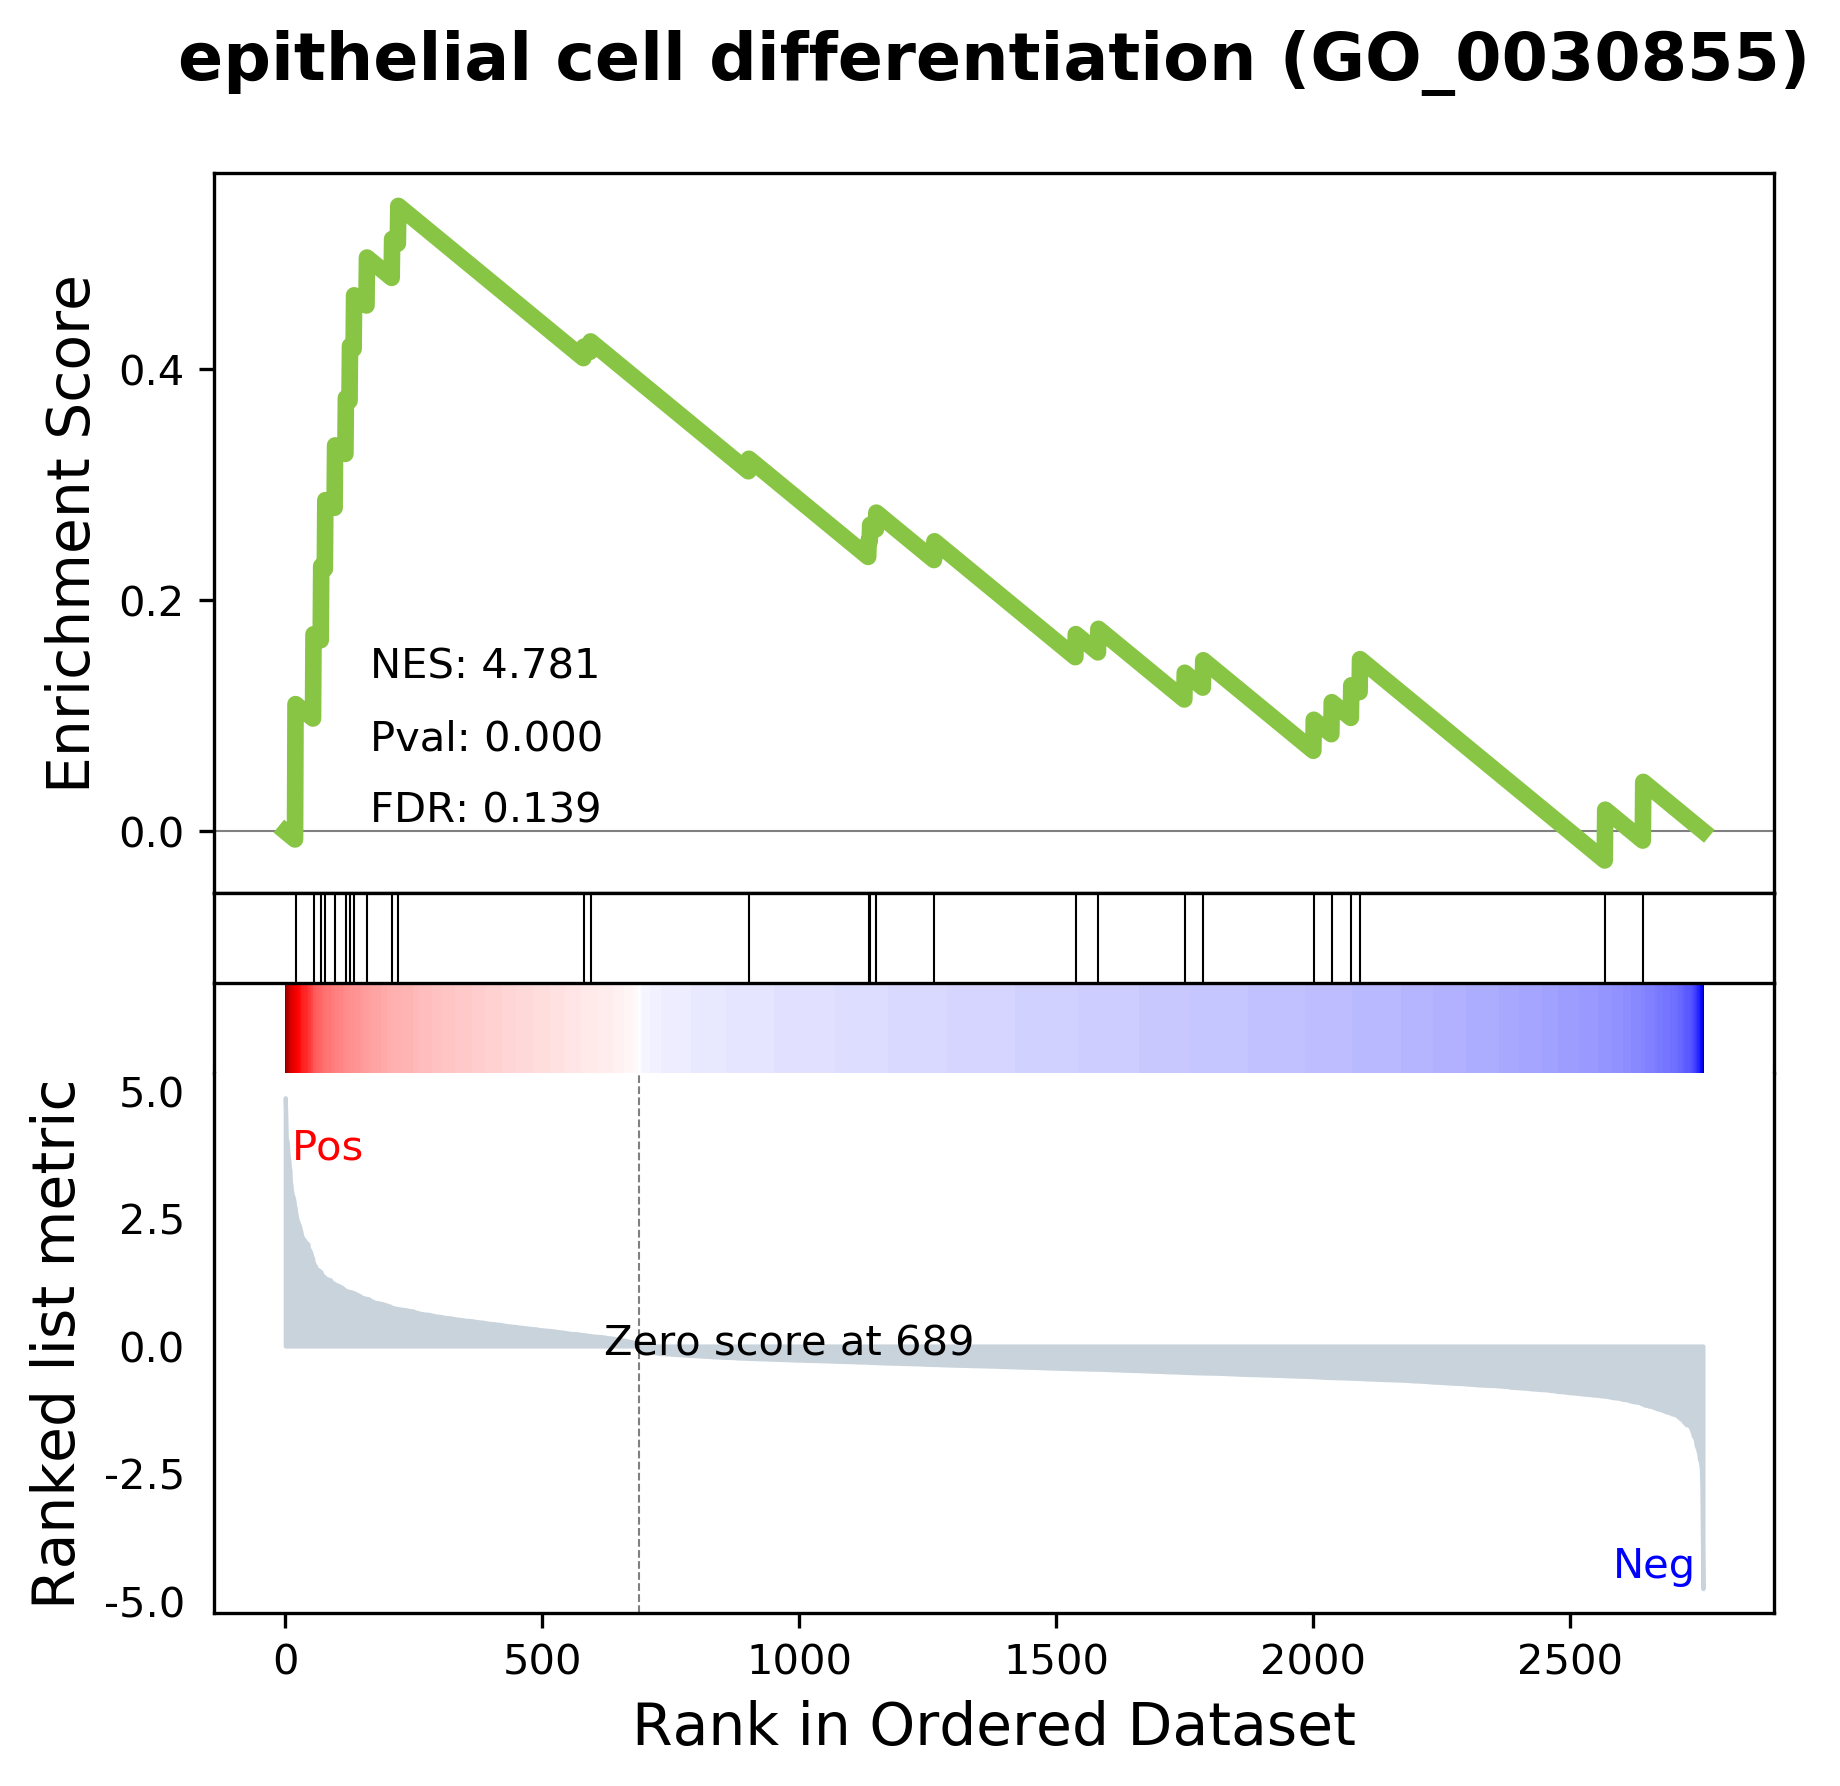 epithelial cell differentiation (GO_0030855)
Enrichment Score
0.4
0.2
0.0
NES: 4.781
Pval: 0.000
FDR: 0.139
Ranked list metric
5.0
2.5
0.0
-2.5
-5.0
Pos
Zero score at 689
Neg
0 500 1000 1500 2000 2500
Rank in Ordered Dataset